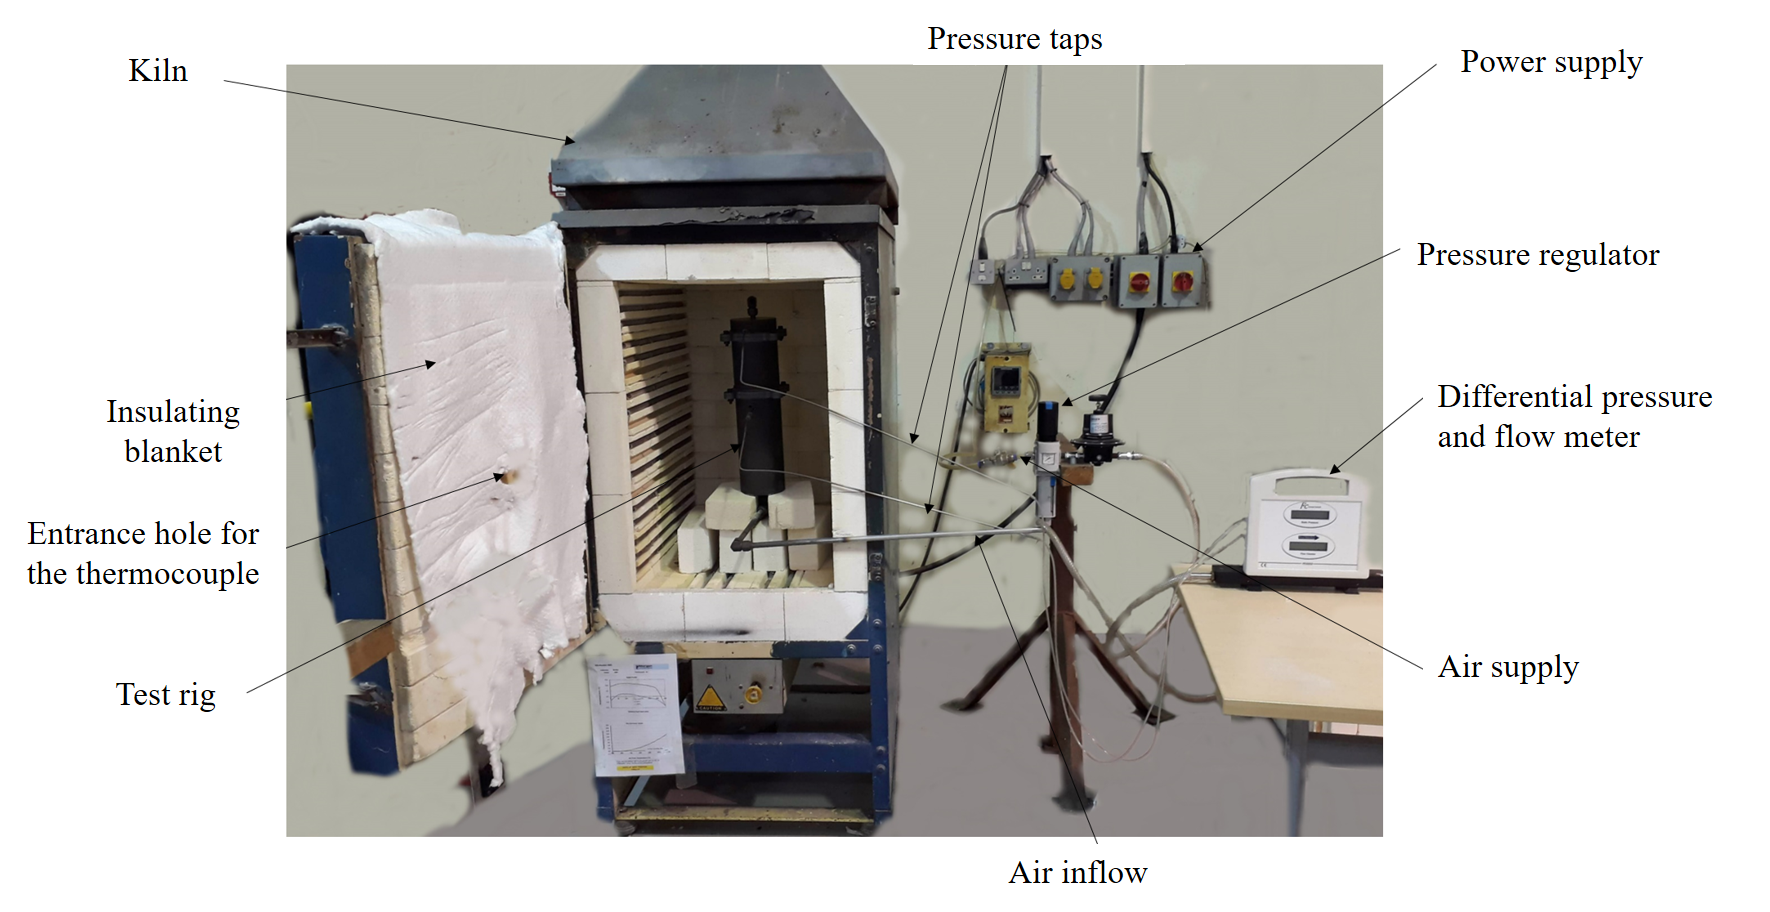 Pressure taps
Kiln
Power supply
Pressure regulator
Insulating
blanket
Differential pressure
and flow meter
Entrance hole for
the thermocouple
Test rig
Air supply
CAUTION
Air inflow